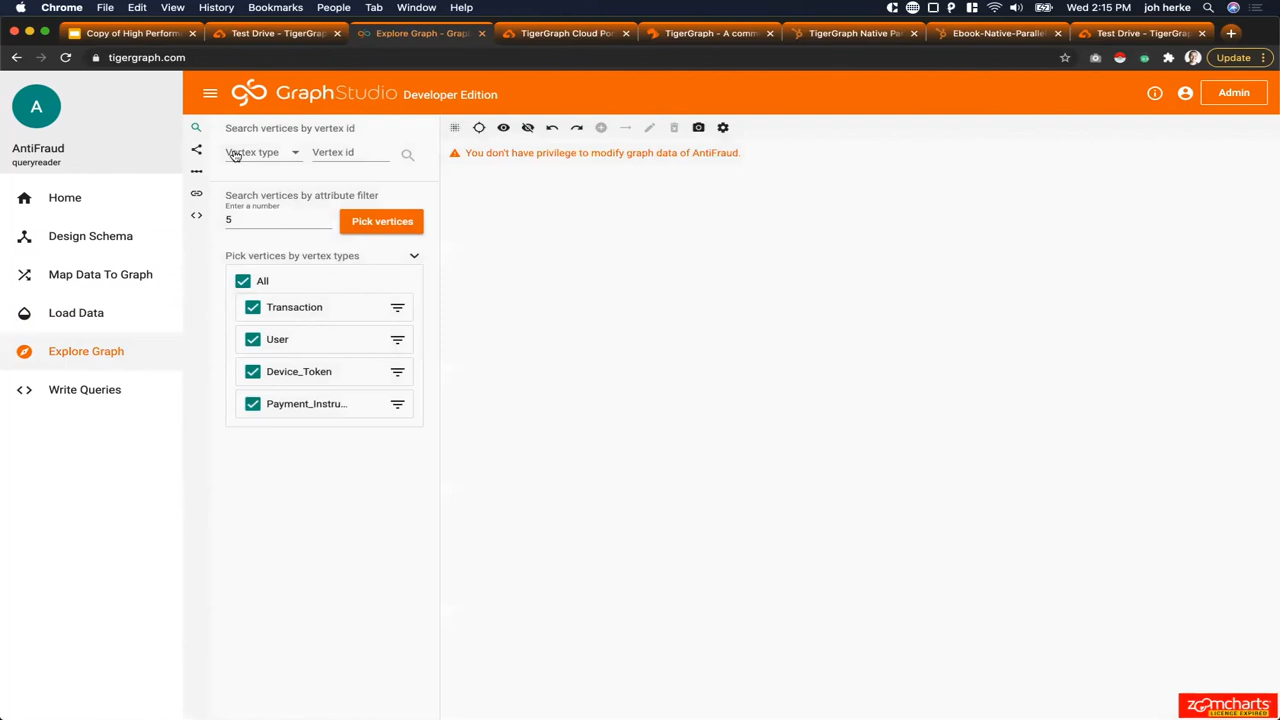 Chrome File Edit View History Bookmarks People Tab Window Help Wed 2:15 PM joh herke
Copy of High Perform Test Drive - TigerGra Explore Graph - Graph TigerGraph Cloud Por TigerGraph - A comm TigerGraph Native Pa Ebook-Native-Paralle Test Drive - TigerGra
tigergraph.com Update
A
AntiFraud
queryreader
GraphStudio Developer Edition Admin
Home
Design Schema
Map Data To Graph
Load Data
Explore Graph
Write Queries
Search vertices by vertex id
Vertex type Vertex id
Search vertices by attribute filter
Enter a number
5
Pick vertices
Pick vertices by vertex types
All
Transaction
User
Device_Token
Payment_Instru...
You don't have privilege to modify graph data of AntiFraud.
zoomcharts
LICENCE EXPIRED